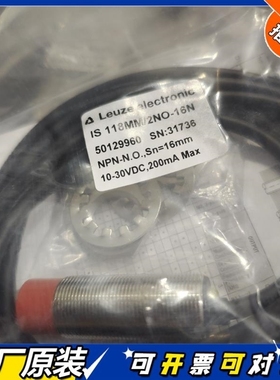 Leuze electronic
IS 118MM/2NO-16N
50129960 SN:31736
NPN-N.O.,Sn=16mm
10-30VDC,200mA Max
厂原装
可开票可对